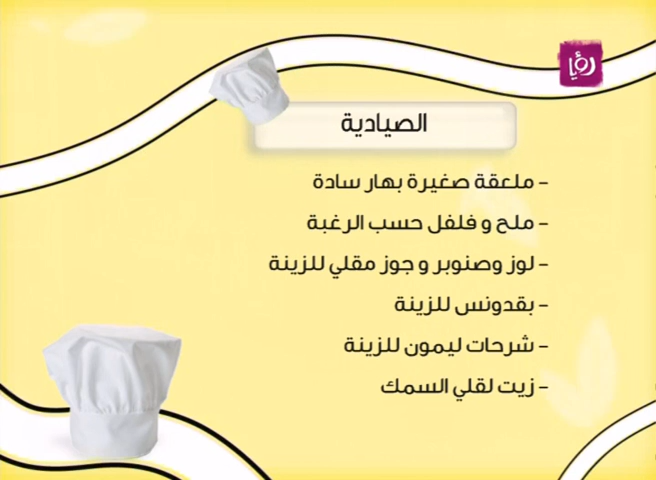 رؤيا
الصيادية
- ملعقة صغيرة بهار سادة
- ملح و فلفل حسب الرغبة
- لوز وصنوبر و جوز مقلي للزينة
- بقدونس للزينة
- شرحات ليمون للزينة
- زيت لقلي السمك